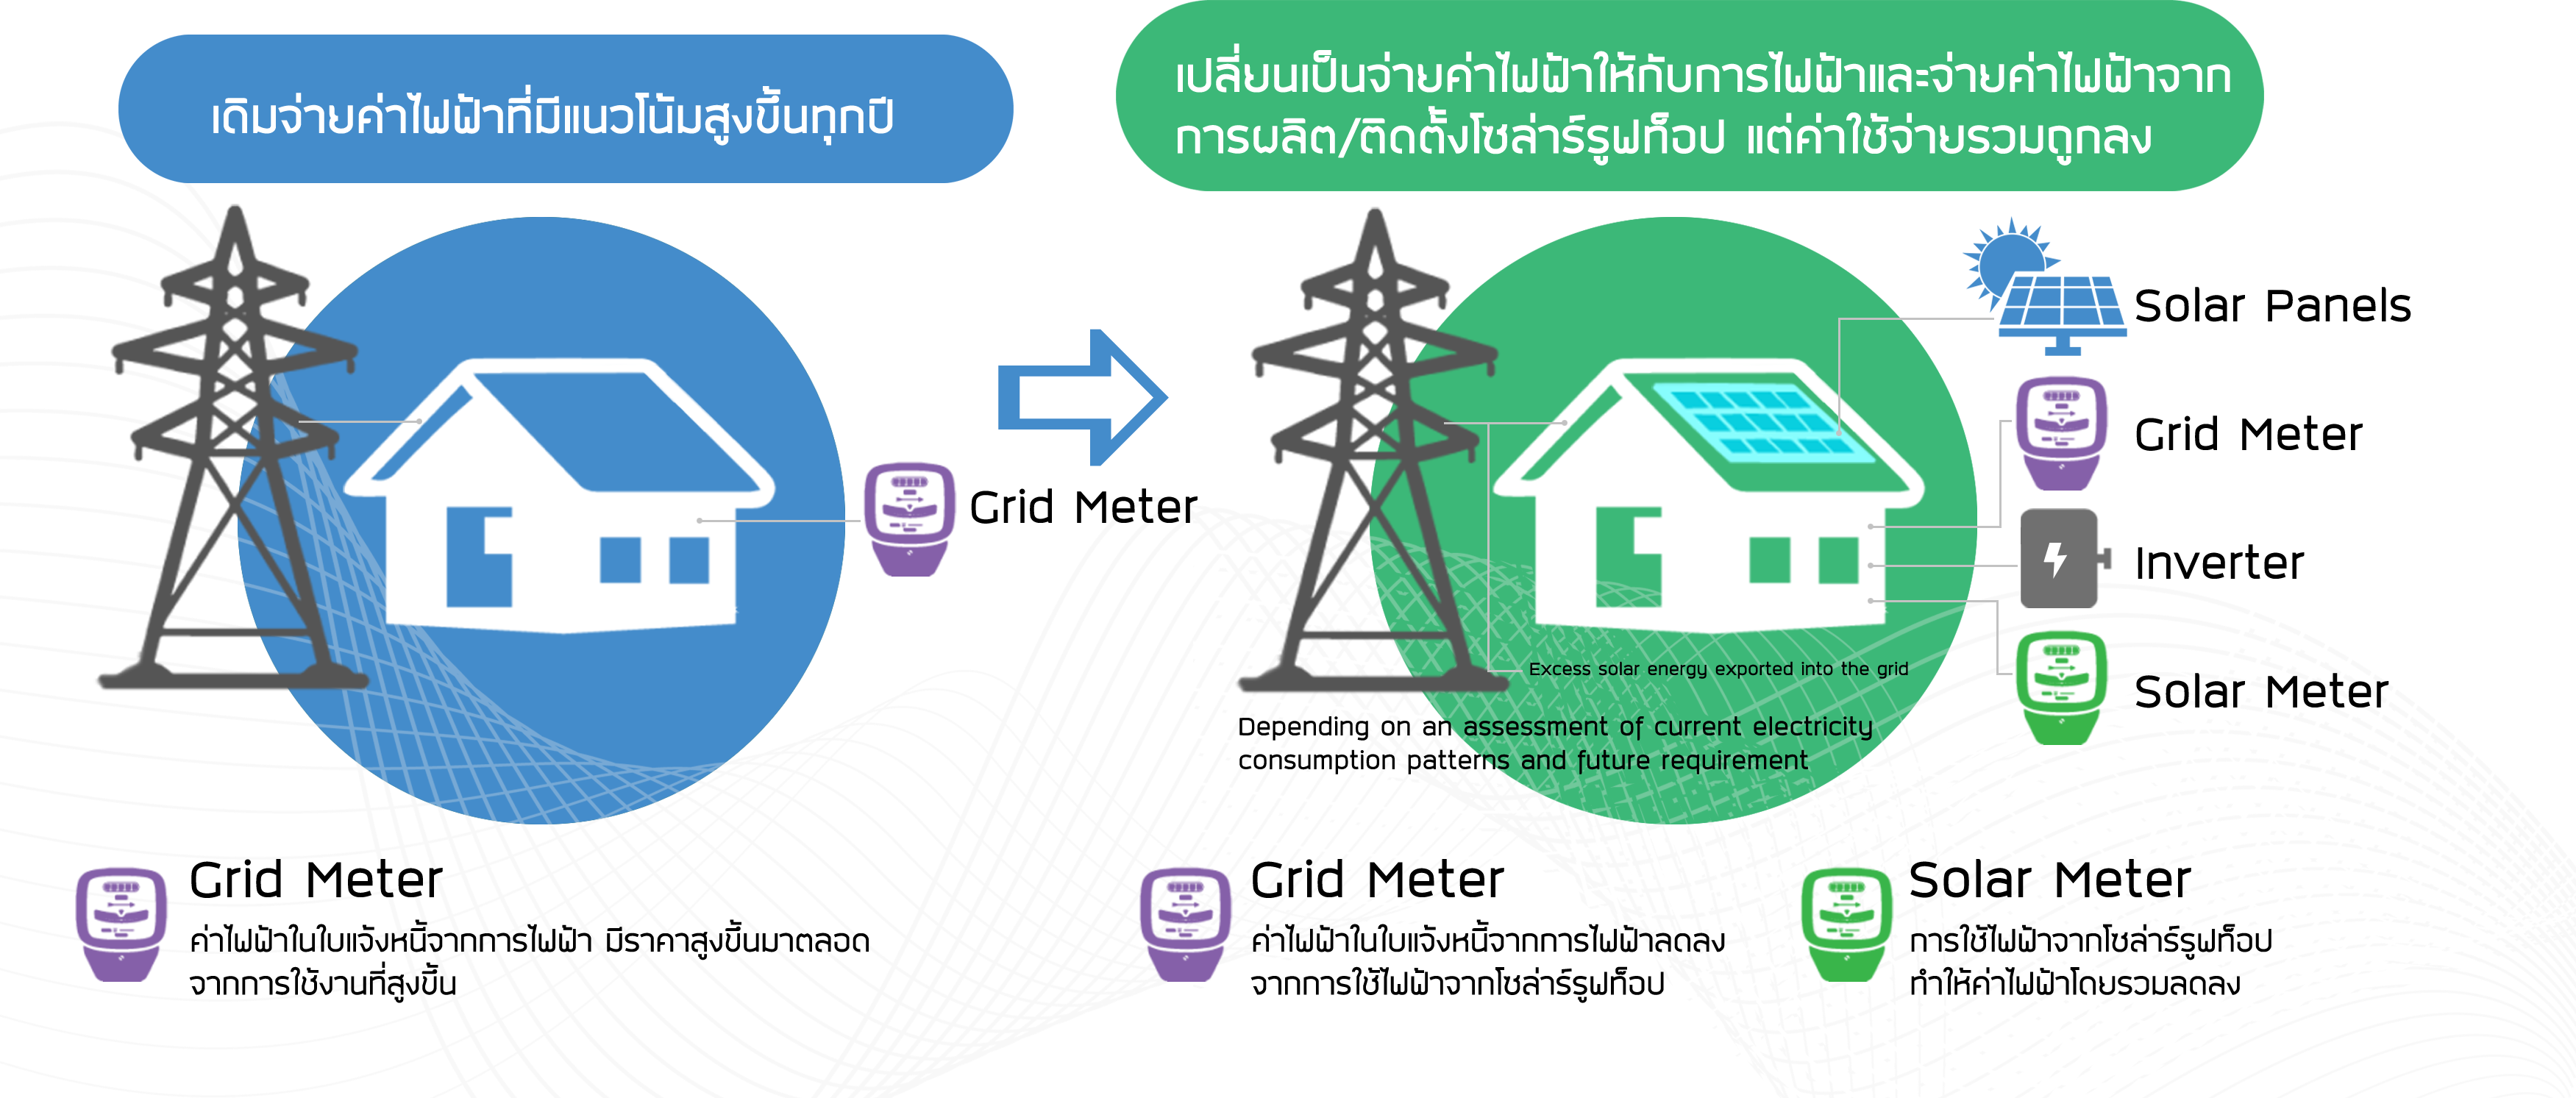 เดิมจ่ายค่าไฟฟ้าที่มีแนวโน้มสูงขึ้นทุกปี
เปลี่ยนเป็นจ่ายค่าไฟฟ้าให้กับการไฟฟ้าและจ่ายค่าไฟฟ้าจาก
การผลิต/ติดตั้งโซล่าร์รูฟท็อป แต่ค่าใช้จ่ายรวมถูกลง
Grid Meter
Solar Panels
Grid Meter
Inverter
Solar Meter
Excess solar energy exported into the grid
Depending on an assessment of current electricity
consumption patterns and future requirement
Grid Meter
ค่าไฟฟ้าในใบแจ้งหนี้จากการไฟฟ้า มีราคาสูงขึ้นมาตลอด
จากการใช้งานที่สูงขึ้น
Grid Meter
ค่าไฟฟ้าในใบแจ้งหนี้จากการไฟฟ้าลดลง
จากการใช้ไฟฟ้าจากโซล่าร์รูฟท็อป
Solar Meter
การใช้ไฟฟ้าจากโซล่าร์รูฟท็อป
ทำให้ค่าไฟฟ้าโดยรวมลดลง